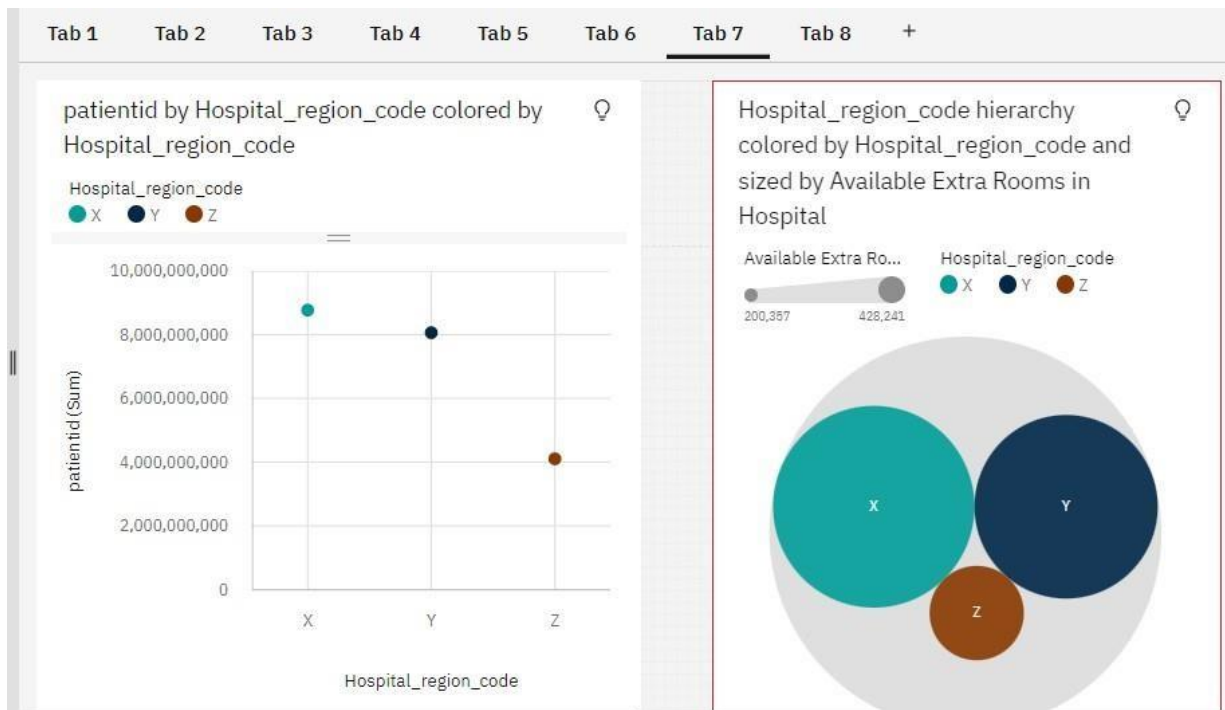 Tab 1 Tab 2 Tab 3 Tab 4 Tab 5 Tab 6 Tab 7 Tab 8 +
patientid by Hospital_region_code colored by
Hospital_region_code
Hospital_region_code
X Y Z
10,000,000,000
8,000,000,000
6,000,000,000
4,000,000,000
2,000,000,000
0
patientid (Sum)
X Y Z
Hospital_region_code
Hospital_region_code hierarchy
colored by Hospital_region_code and
sized by Available Extra Rooms in
Hospital
Available Extra Ro...
200,357 428,241
Hospital_region_code
X Y Z
X
Y
Z